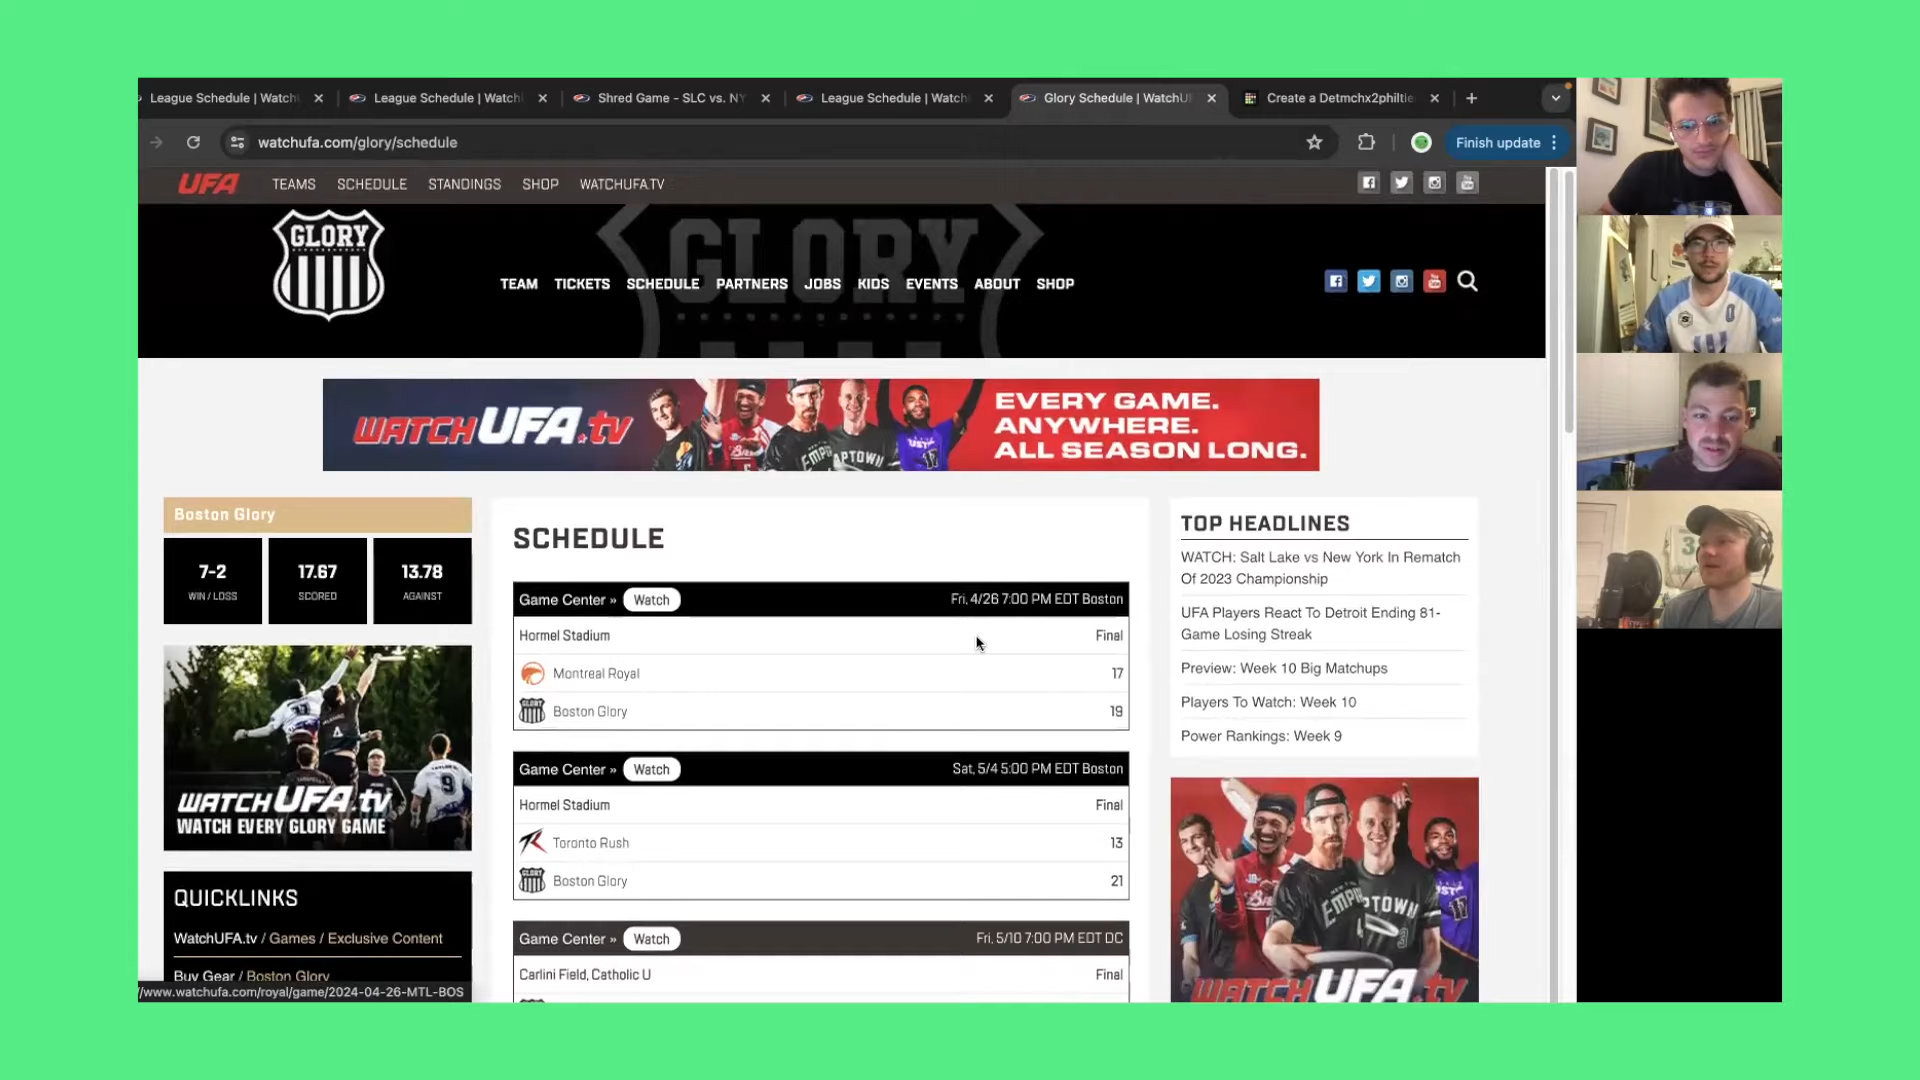 League Schedule | Watch
League Schedule | Watch
Shred Game - SLC vs. NY
League Schedule | Watch
Glory Schedule | WatchU
Create a Detmchx2philtie
watchufa.com/glory/schedule
Finish update
UFA
TEAMS
SCHEDULE
STANDINGS
SHOP
WATCHUFA.TV
GLORY
GLORY
TEAM
TICKETS
SCHEDULE
PARTNERS
JOBS
KIDS
EVENTS
ABOUT
SHOP
WATCHUFA.tv
EVERY GAME.
ANYWHERE.
ALL SEASON LONG.
Boston Glory
7-2
WIN / LOSS
17.67
SCORED
13.78
AGAINST
WATCHUFA.tv
WATCH EVERY GLORY GAME
QUICKLINKS
WatchUFA.tv / Games / Exclusive Content
Buy Gear / Boston Glory
/www.watchufa.com/royal/game/2024-04-26-MTL-BOS
SCHEDULE
Game Center » Watch Fri, 4/26 7:00 PM EDT Boston
Hormel Stadium Final
Montreal Royal 17
Boston Glory 19
Game Center » Watch Sat, 5/4 5:00 PM EDT Boston
Hormel Stadium Final
Toronto Rush 13
Boston Glory 21
Game Center » Watch Fri, 5/10 7:00 PM EDT DC
Carlini Field, Catholic U Final
TOP HEADLINES
WATCH: Salt Lake vs New York In Rematch
Of 2023 Championship
UFA Players React To Detroit Ending 81-
Game Losing Streak
Preview: Week 10 Big Matchups
Players To Watch: Week 10
Power Rankings: Week 9
WATCHUFA.tv